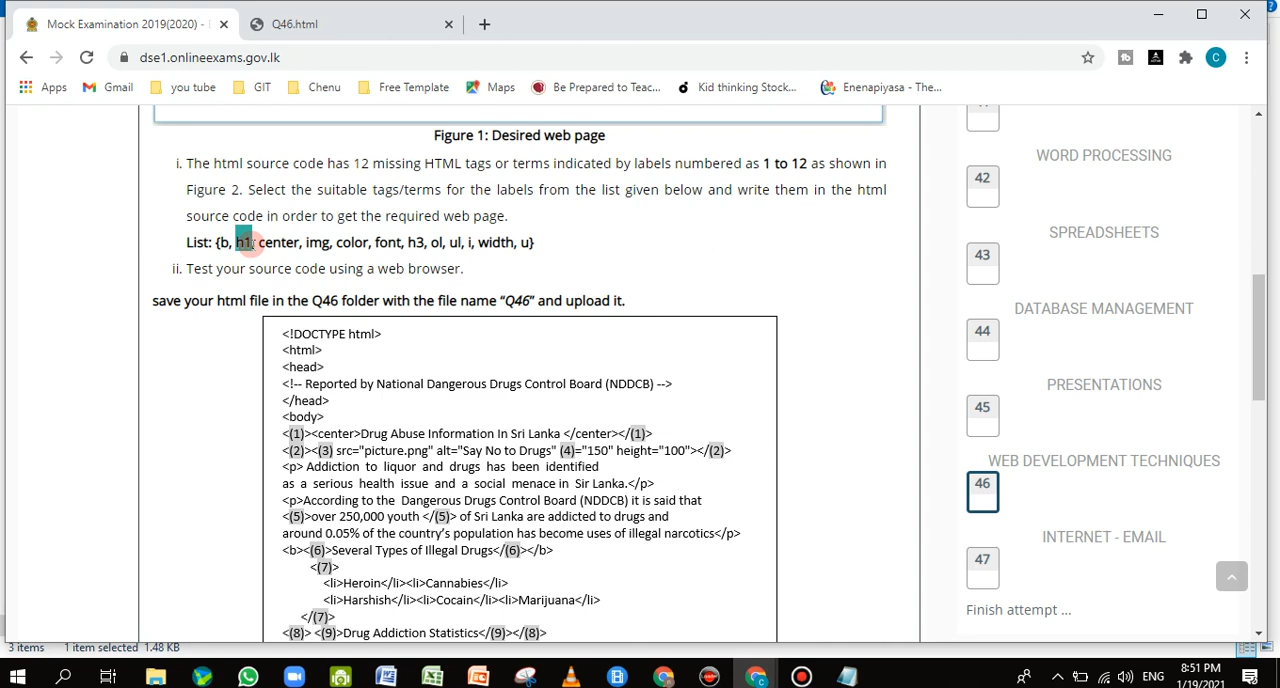 Mock Examination 2019(2020) -
Q46.html
dse1.onlineexams.gov.lk
Apps
Gmail
you tube
GIT
Chenu
Free Template
Maps
Be Prepared to Teac...
Kid thinking Stock...
Enenapiyasa - The...
Figure 1: Desired web page
i. The html source code has 12 missing HTML tags or terms indicated by labels numbered as 1 to 12 as shown in
Figure 2. Select the suitable tags/terms for the labels from the list given below and write them in the html
source code in order to get the required web page.
List: {b, h1, center, img, color, font, h3, ol, ul, i, width, u}
ii. Test your source code using a web browser.
save your html file in the Q46 folder with the file name “Q46” and upload it.
<!DOCTYPE html>
<html>
<head>
<!-- Reported by National Dangerous Drugs Control Board (NDDCB) -->
</head>
<body>
<(1)><center>Drug Abuse Information In Sri Lanka </center></(1)>
<(2)><(3) src="picture.png" alt="Say No to Drugs" (4)="150" height="100"></(2)>
<p> Addiction to liquor and drugs has been identified
as a serious health issue and a social menace in Sir Lanka.</p>
<p>According to the Dangerous Drugs Control Board (NDDCB) it is said that
<(5)>over 250,000 youth </(5)> of Sri Lanka are addicted to drugs and
around 0.05% of the country’s population has become uses of illegal narcotics</p>
<b><(6)>Several Types of Illegal Drugs</(6)></b>
<(7)>
<li>Heroin</li><li>Cannabies</li>
<li>Harshish</li><li>Cocain</li><li>Marijuana</li>
</(7)>
<(8)> <(9)>Drug Addiction Statistics</(9)></(8)>
WORD PROCESSING
42
SPREADSHEETS
43
DATABASE MANAGEMENT
44
PRESENTATIONS
45
WEB DEVELOPMENT TECHNIQUES
46
INTERNET - EMAIL
47
Finish attempt ...
3 items
1 item selected 1.48 KB
ENG
8:51 PM
1/19/2021